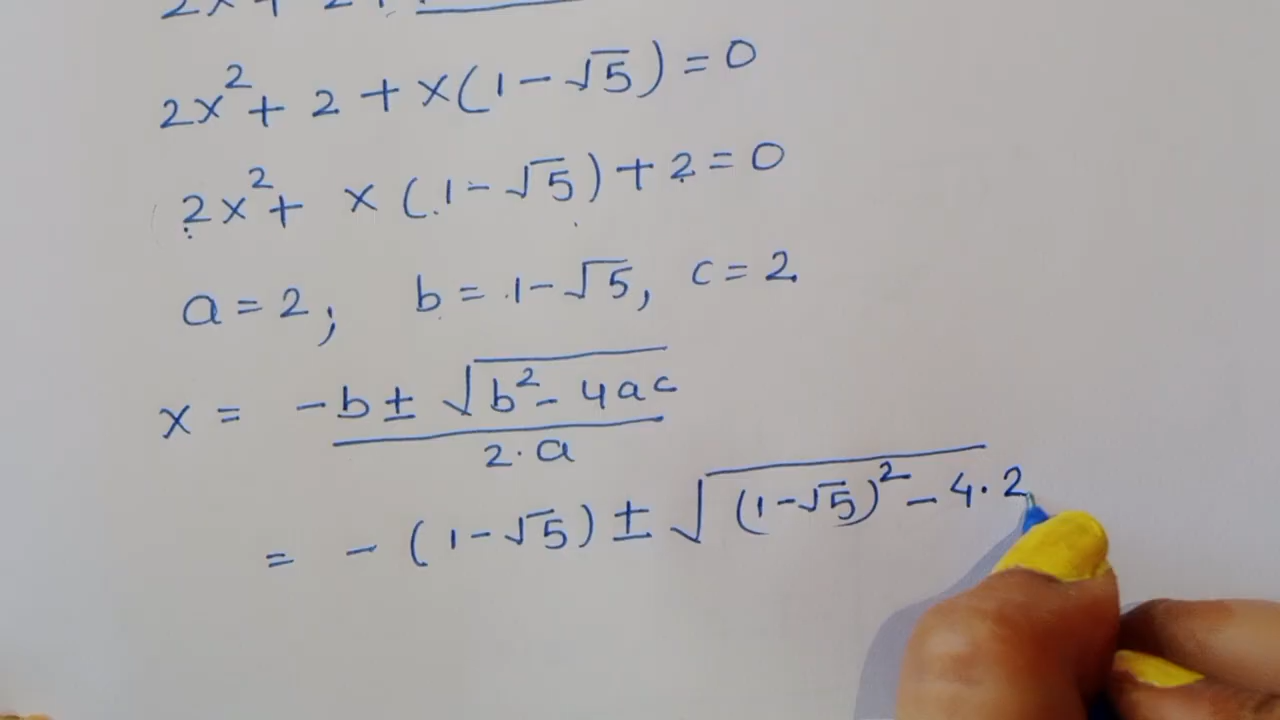 2x² + 2 + x(1-√5) = 0
2x² + x(1-√5) + 2 = 0
a = 2; b = 1-√5, c = 2
x = -b ± √(b² - 4ac) / 2·a
= -(1-√5) ± √(1-√5)² - 4·2